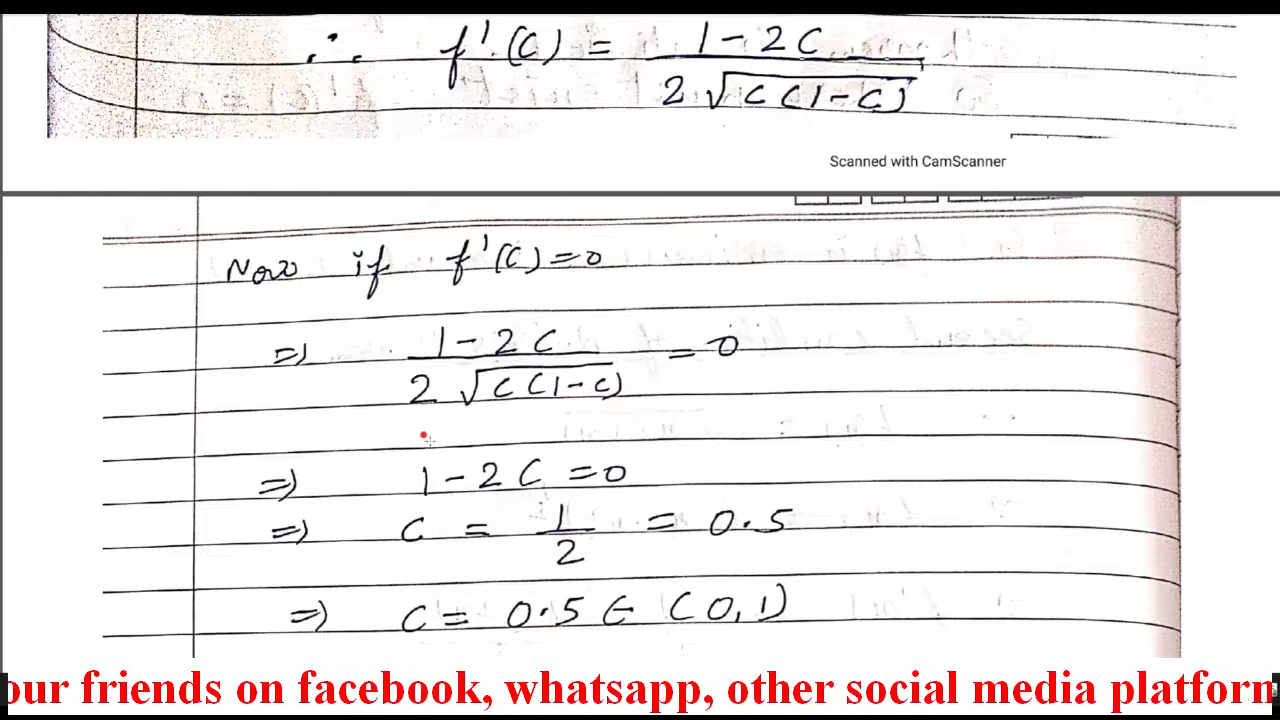 ∴ f'(c) = 1-2c / 2√c(1-c)
Scanned with CamScanner
Now if f'(c)=0
⇒ 1-2c / 2√c(1-c) = 0
⇒ 1-2c=0
⇒ c = 1/2 = 0.5
⇒ c = 0.5 ∈ (0,1)
our friends on facebook, whatsapp, other social media platform